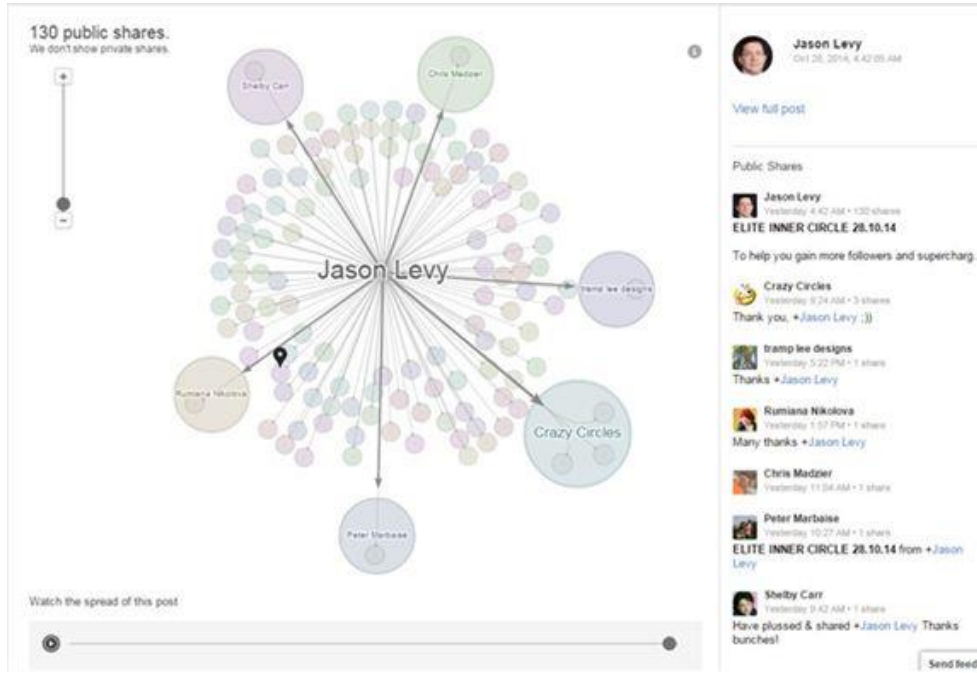 130 public shares.
We don't show private shares.
+
−
Shelby Carr
Chris Madzier
Jason Levy
tramp lee designs
Rumiana Nikolova
Crazy Circles
Peter Marbaise
Watch the spread of this post
Jason Levy
Oct 28, 2014, 4:42:05 AM
View full post
Public Shares
Jason Levy
Yesterday 4:42 AM • 130 shares
ELITE INNER CIRCLE 28.10.14
To help you gain more followers and supercharg.
Crazy Circles
Yesterday 9:24 AM • 3 shares
Thank you, +Jason Levy ;))
tramp lee designs
Yesterday 5:22 PM • 1 share
Thanks +Jason Levy
Rumiana Nikolova
Yesterday 1:57 PM • 1 share
Many thanks +Jason Levy
Chris Madzier
Yesterday 11:04 AM • 1 share
Peter Marbaise
Yesterday 10:27 AM • 1 share
ELITE INNER CIRCLE 28.10.14 from +Jason
Levy
Shelby Carr
Yesterday 9:42 AM • 1 share
Have plussed & shared +Jason Levy Thanks
bunches!
Send feed